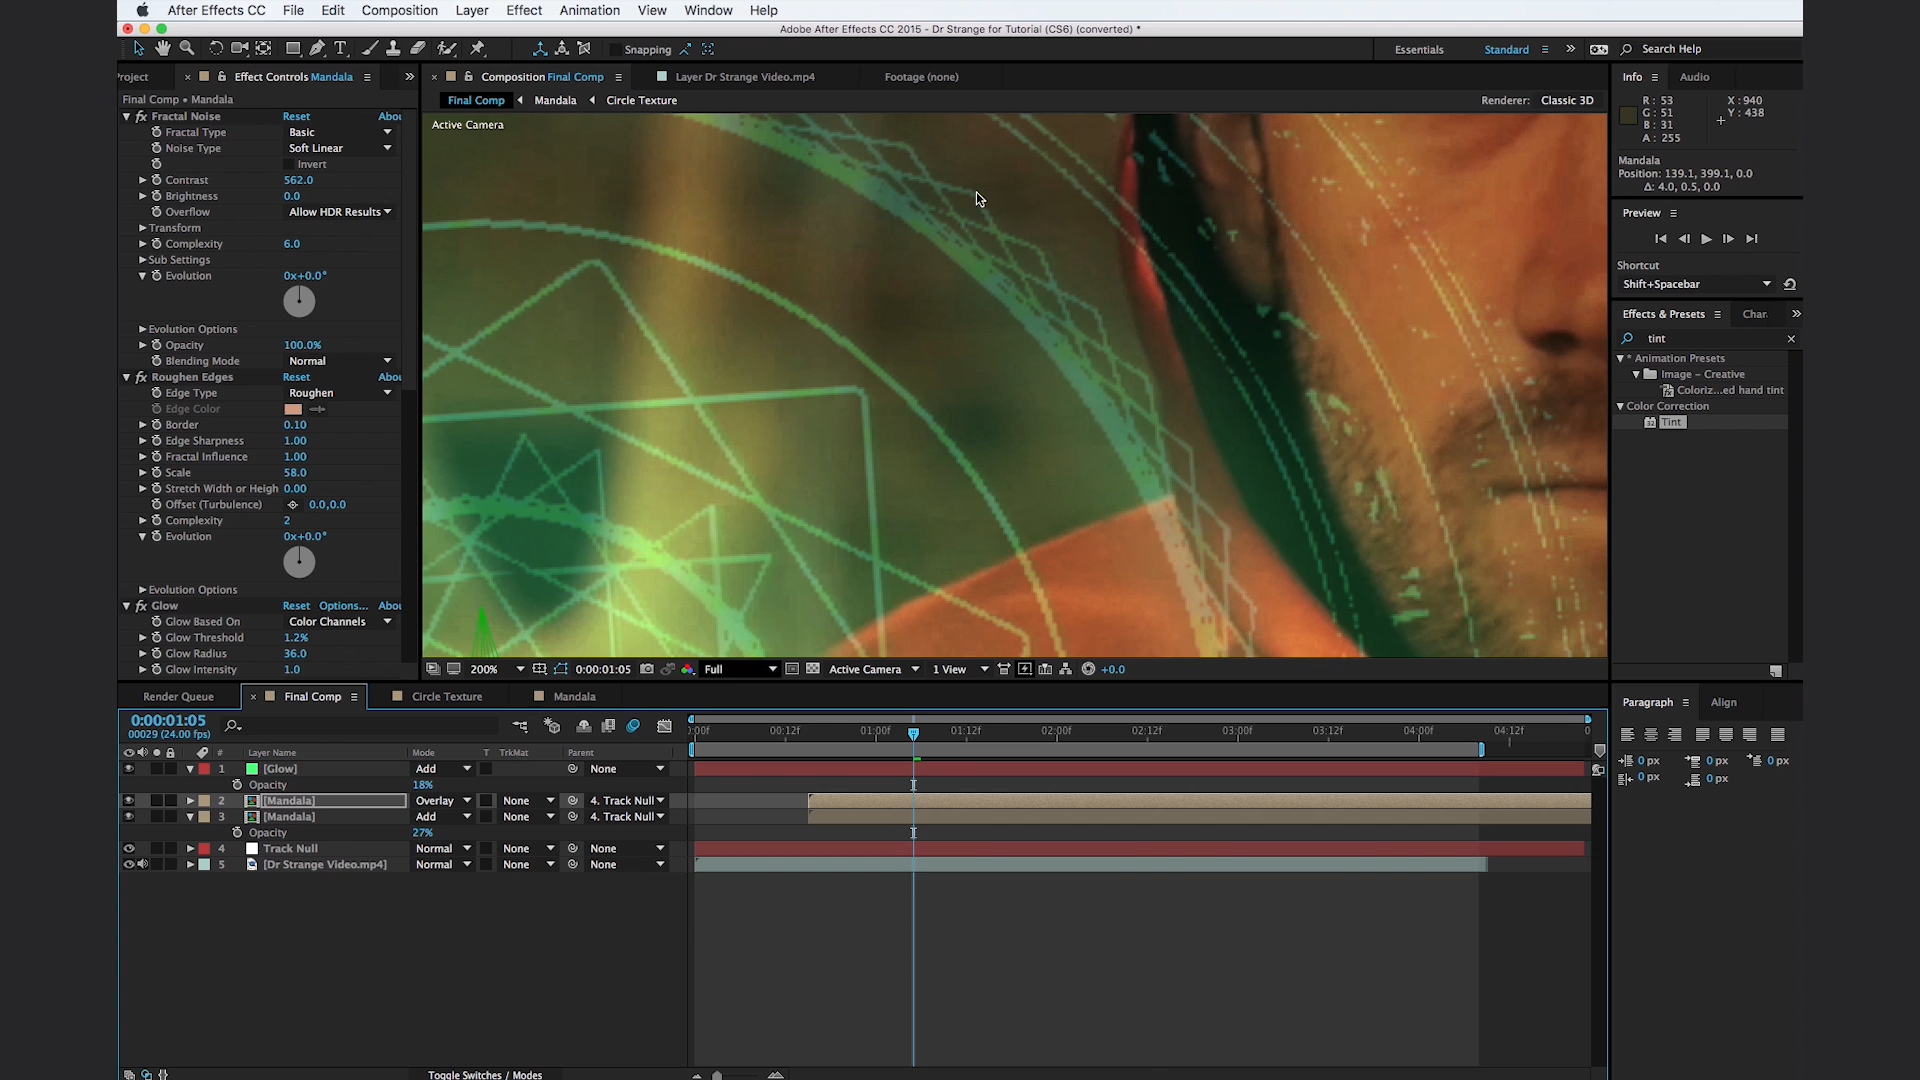 After Effects CC File Edit Composition Layer Effect Animation View Window Help
Adobe After Effects CC 2015 - Dr Strange for Tutorial (CS6) (converted) *
Snapping Essentials Standard Search Help
Project Effect Controls Mandala Composition Final Comp Layer Dr Strange Video.mp4 Footage (none) Info Audio
Final Comp • Mandala
Final Comp Mandala Circle Texture Renderer: Classic 3D
R: 53 X: 940
G: 51 Y: 438
B: 31
A: 255
Active Camera
Mandala
Position: 139.1, 399.1, 0.0
Δ: 4.0, 0.5, 0.0
Preview
Shortcut
Shift+Spacebar
Effects & Presets Char
tint
* Animation Presets
Image – Creative
Coloriz...ed hand tint
Color Correction
Tint
fx Fractal Noise Reset Abou
Fractal Type Basic
Noise Type Soft Linear
Invert
Contrast 562.0
Brightness 0.0
Overflow Allow HDR Results
Transform
Complexity 6.0
Sub Settings
Evolution 0x+0.0°
Evolution Options
Opacity 100.0%
Blending Mode Normal
fx Roughen Edges Reset Abou
Edge Type Roughen
Edge Color
Border 0.10
Edge Sharpness 1.00
Fractal Influence 1.00
Scale 58.0
Stretch Width or Heigh 0.00
Offset (Turbulence) 0.0,0.0
Complexity 2
Evolution 0x+0.0°
Evolution Options
fx Glow Reset Options... Abou
Glow Based On Color Channels
Glow Threshold 1.2%
Glow Radius 36.0
Glow Intensity 1.0
200% 0:00:01:05 Full Active Camera 1 View +0.0
Render Queue Final Comp Circle Texture Mandala
0:00:01:05
00029 (24.00 fps)
:00f 00:12f 01:00f 01:12f 02:00f 02:12f 03:00f 03:12f 04:00f 04:12f 0
# Layer Name Mode T TrkMat Parent
1 [Glow] Add None
Opacity 18%
2 [Mandala] Overlay None 4. Track Null
3 [Mandala] Add None 4. Track Null
Opacity 27%
4 Track Null Normal None None
5 [Dr Strange Video.mp4] Normal None None
Toggle Switches / Modes
Paragraph Align
0 px 0 px 0 px
0 px 0 px